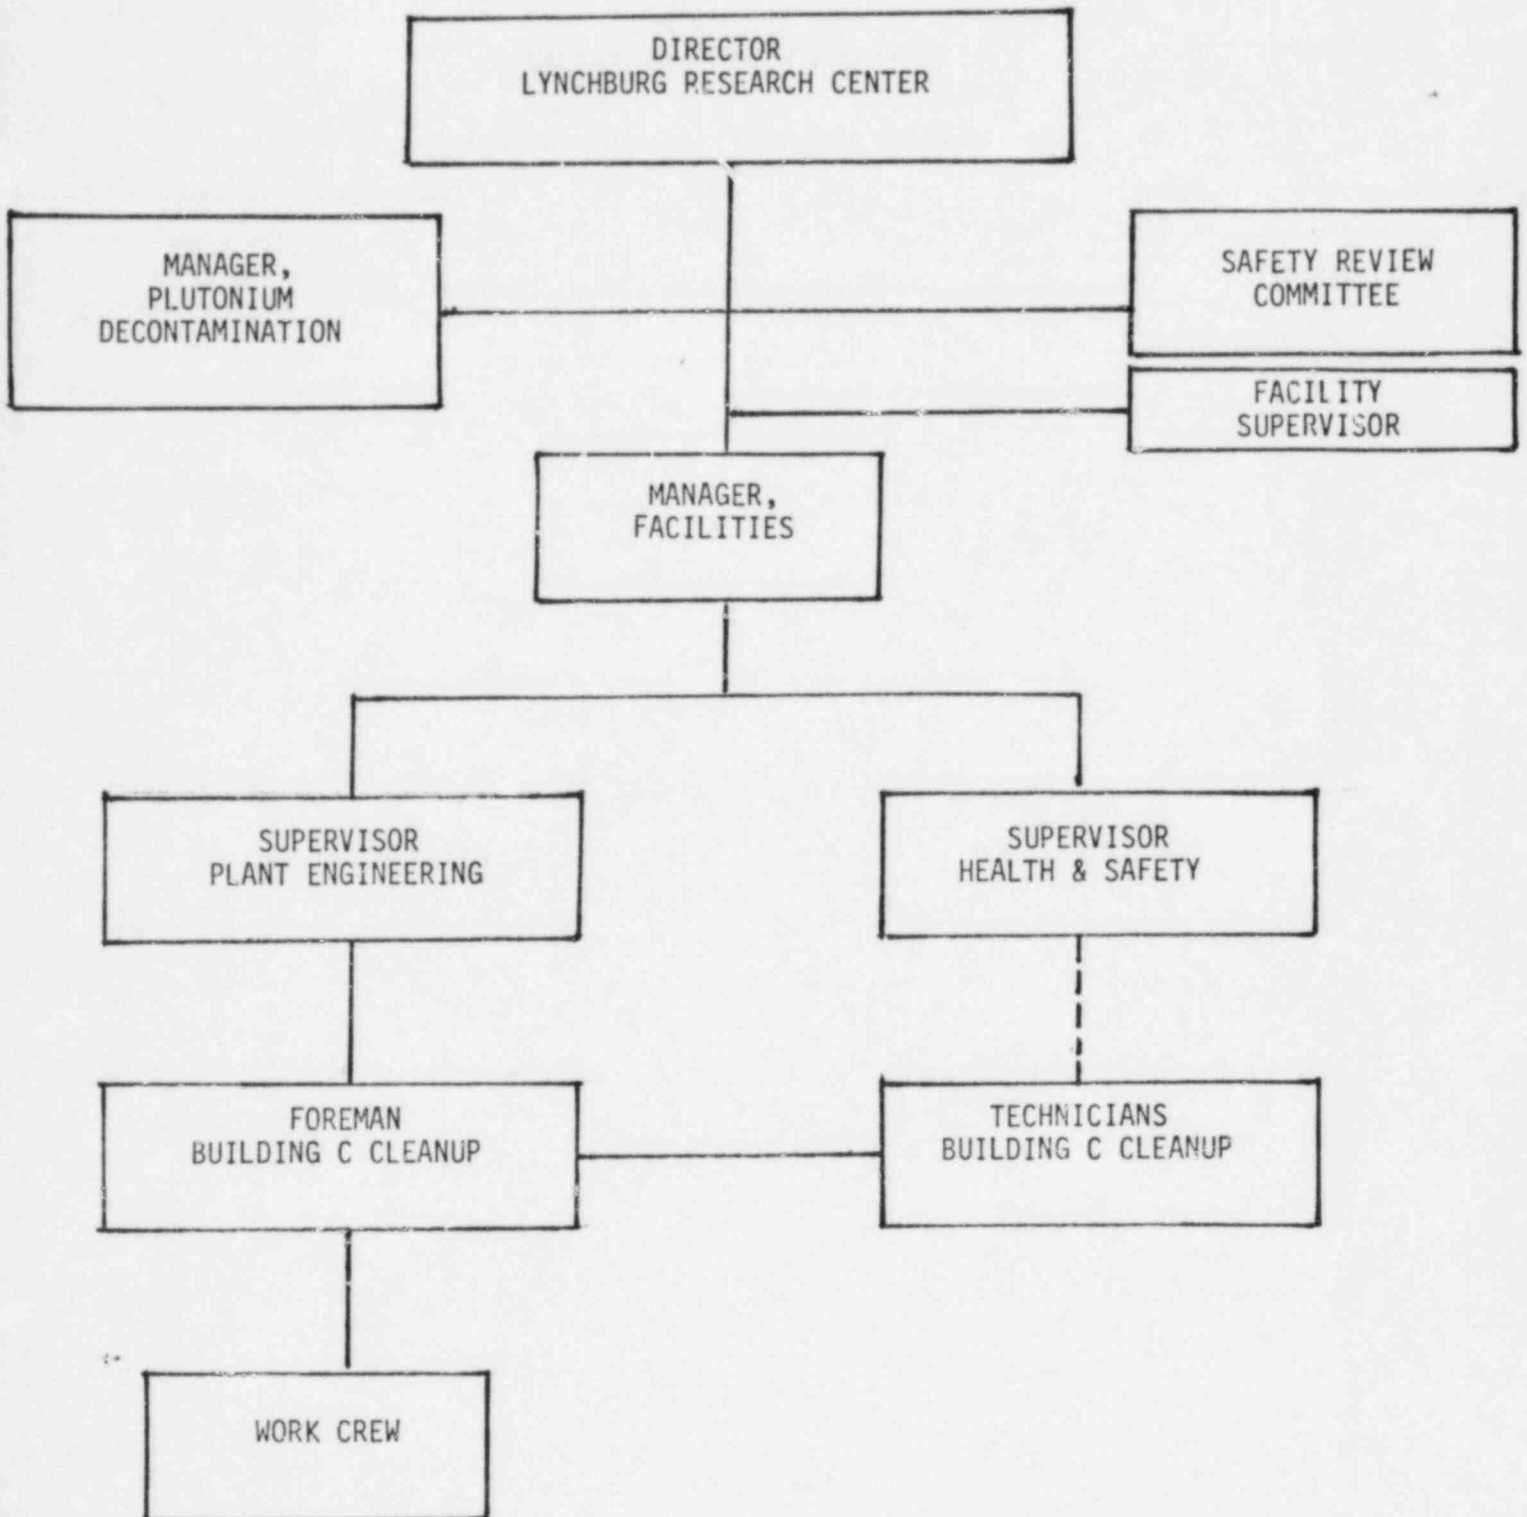 DIRECTOR
LYNCHBURG RESEARCH CENTER
MANAGER,
PLUTONIUM
DECONTAMINATION
SAFETY REVIEW
COMMITTEE
FACILITY
SUPERVISOR
MANAGER,
FACILITIES
SUPERVISOR
PLANT ENGINEERING
SUPERVISOR
HEALTH & SAFETY
FOREMAN
BUILDING C CLEANUP
TECHNICIANS
BUILDING C CLEANUP
WORK CREW